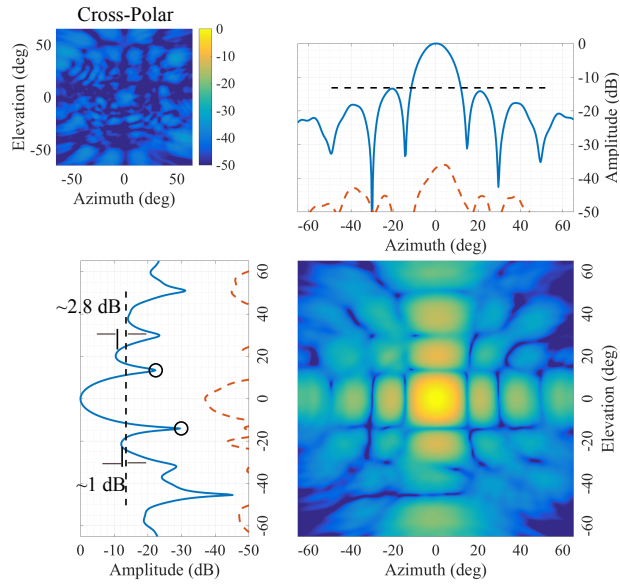 Cross-Polar
50
0
-50
Elevation (deg)
-50 0 50
Azimuth (deg)
0
-10
-20
-30
-40
-50
0
-10
-20
-30
-40
-50
Amplitude (dB)
-60 -40 -20 0 20 40 60
Azimuth (deg)
~2.8 dB
~1 dB
60
40
20
0
-20
-40
-60
0 -10 -20 -30 -40 -50
Amplitude (dB)
60
40
20
0
-20
-40
-60
Elevation (deg)
-60 -40 -20 0 20 40 60
Azimuth (deg)